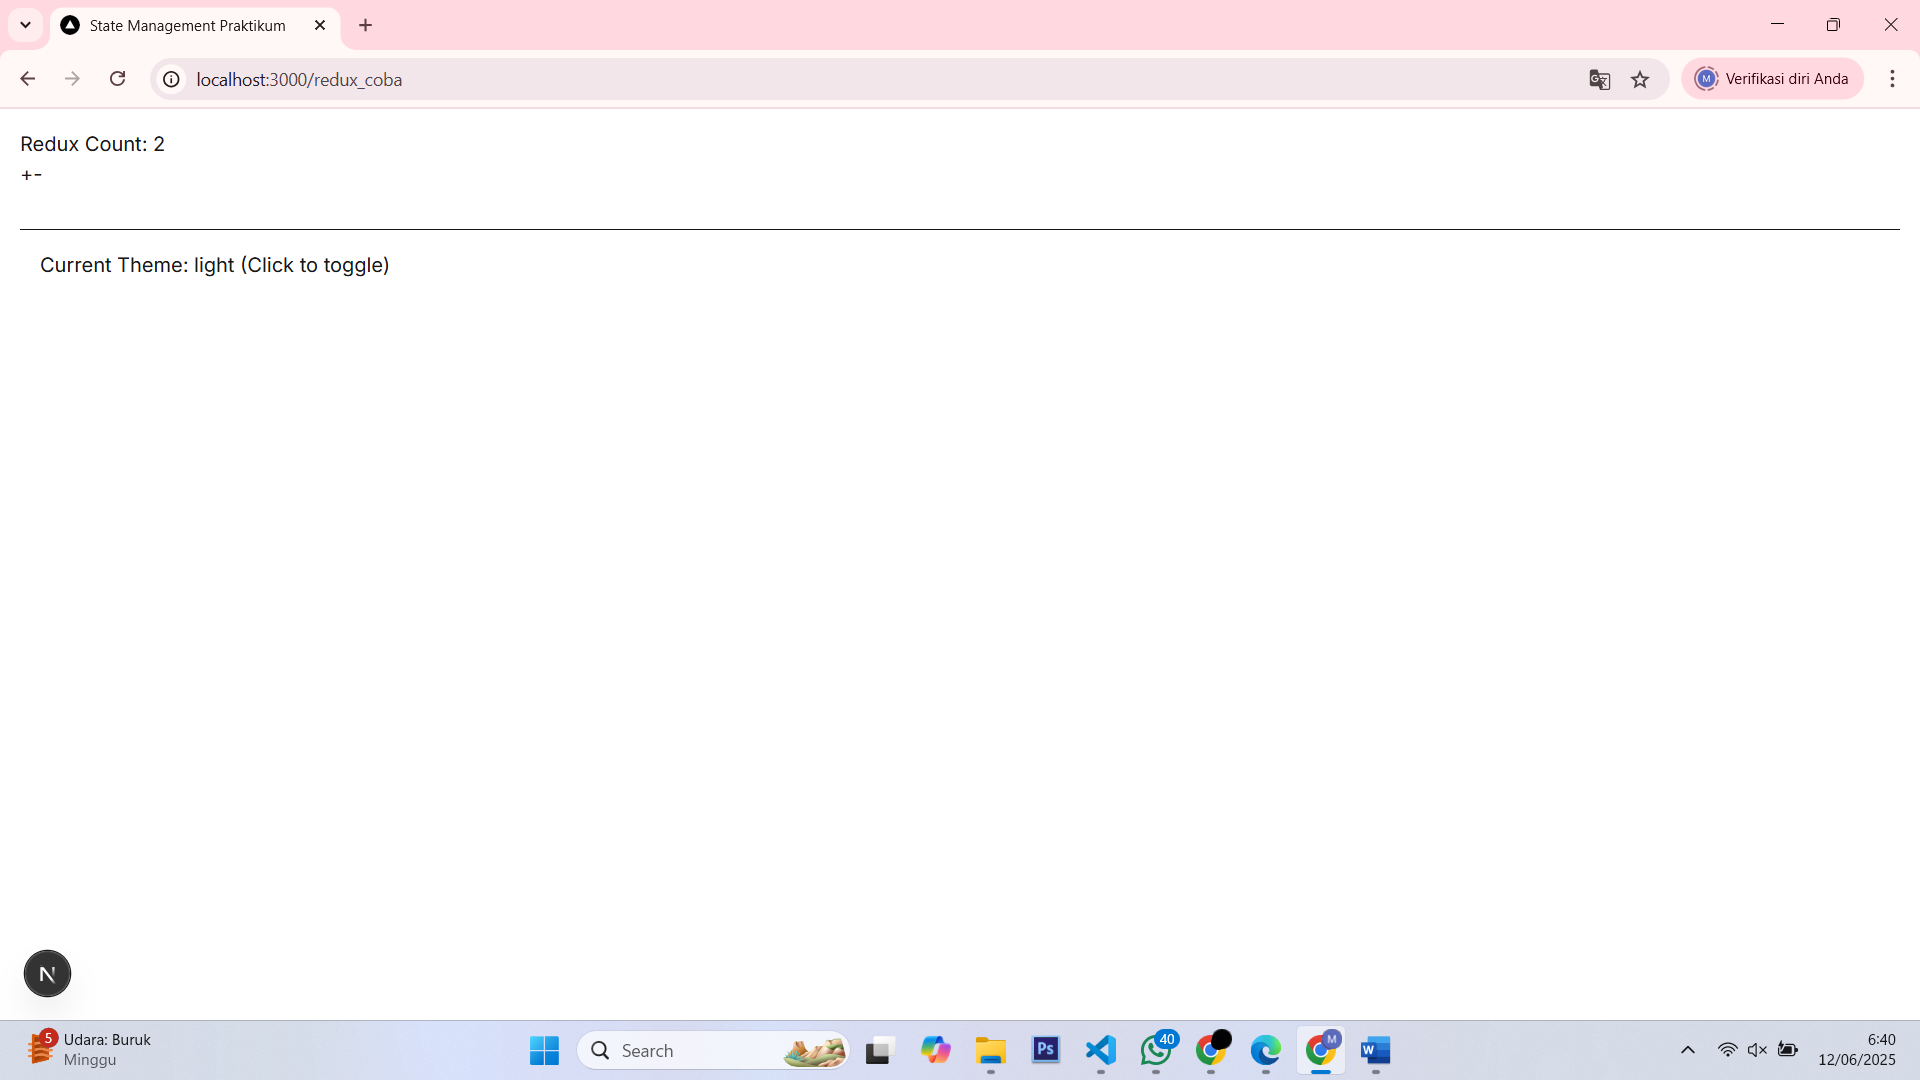 State Management Praktikum
localhost:3000/redux_coba
M Verifikasi diri Anda
Redux Count: 2
+-
Current Theme: light (Click to toggle)
N
5
Udara: Buruk
Minggu
Search
Ps
40
M
W
6:40
12/06/2025